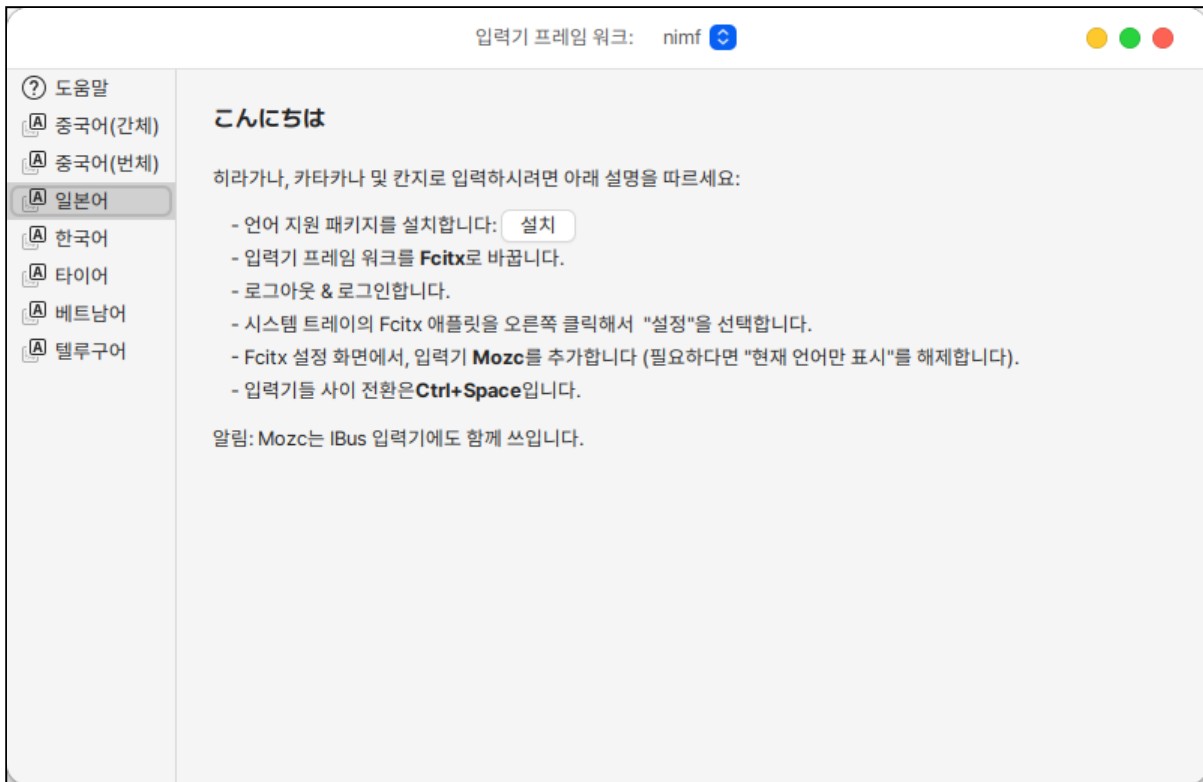 입력기 프레임 워크: nimf
도움말
중국어(간체)
중국어(번체)
일본어
한국어
타이어
베트남어
텔루구어
こんにちは
히라가나, 카타카나 및 칸지로 입력하시려면 아래 설명을 따르세요:
- 언어 지원 패키지를 설치합니다: 설치
- 입력기 프레임 워크를 Fcitx로 바꿉니다.
- 로그아웃 & 로그인합니다.
- 시스템 트레이의 Fcitx 애플릿을 오른쪽 클릭해서 "설정"을 선택합니다.
- Fcitx 설정 화면에서, 입력기 Mozc를 추가합니다 (필요하다면 "현재 언어만 표시"를 해제합니다).
- 입력기들 사이 전환은Ctrl+Space입니다.
알림: Mozc는 IBus 입력기에도 함께 쓰입니다.